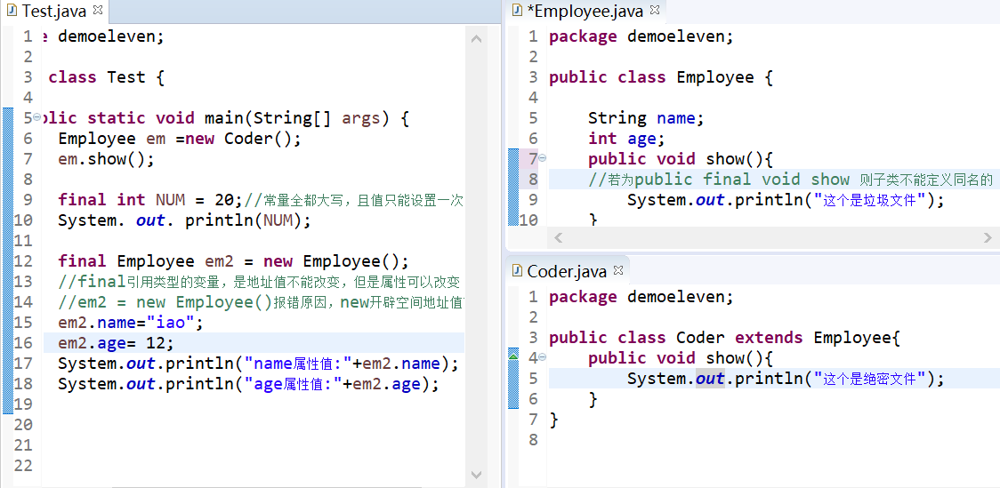 Test.java
1 e demoeleven;
2
3 class Test {
4
5 blic static void main(String[] args) {
6 Employee em =new Coder();
7 em.show();
8
9 final int NUM = 20;//常量全都大写，且值只能设置一次
10 System. out. println(NUM);
11
12 final Employee em2 = new Employee();
13 //final引用类型的变量，是地址值不能改变，但是属性可以改变
14 //em2 = new Employee()报错原因，new开辟空间地址值
15 em2.name="iao";
16 em2.age= 12;
17 System.out.println("name属性值:"+em2.name);
18 System.out.println("age属性值:"+em2.age);
19
20
21
22
*Employee.java
1 package demoeleven;
2
3 public class Employee {
4
5 String name;
6 int age;
7 public void show(){
8 //若为public final void show 则子类不能定义同名的
9 System.out.println("这个是垃圾文件");
10 }
Coder.java
1 package demoeleven;
2
3 public class Coder extends Employee{
4 public void show(){
5 System.out.println("这个是绝密文件");
6 }
7 }
8